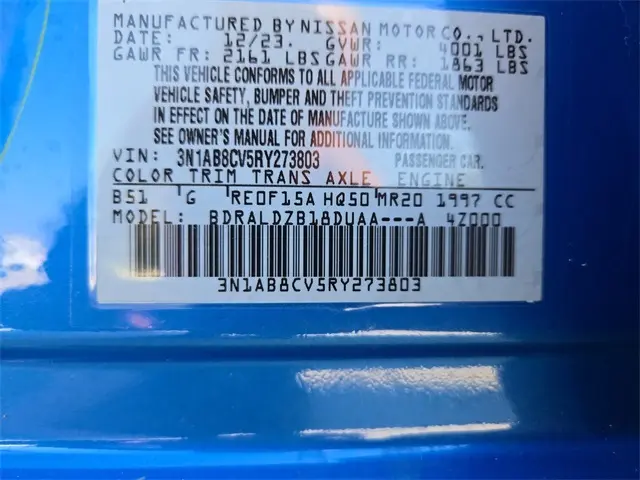 MANUFACTURED BY NISSAN MOTOR CO., LTD.
DATE: 12/23. GVWR: 4001 LBS
GAWR FR: 2161 LBS GAWR RR: 1863 LBS
THIS VEHICLE CONFORMS TO ALL APPLICABLE FEDERAL MOTOR
VEHICLE SAFETY, BUMPER AND THEFT PREVENTION STANDARDS
IN EFFECT ON THE DATE OF MANUFACTURE SHOWN ABOVE.
SEE OWNER'S MANUAL FOR ADDITIONAL INFORMATION.
VIN: 3N1AB8CV5RY273803 PASSENGER CAR.
COLOR TRIM TRANS AXLE ENGINE
B51 G RE0F15A HQ50 MR20 1997 CC
MODEL: BDRALDZB18DUAA---A 4Z000
3N1AB8CV5RY273803